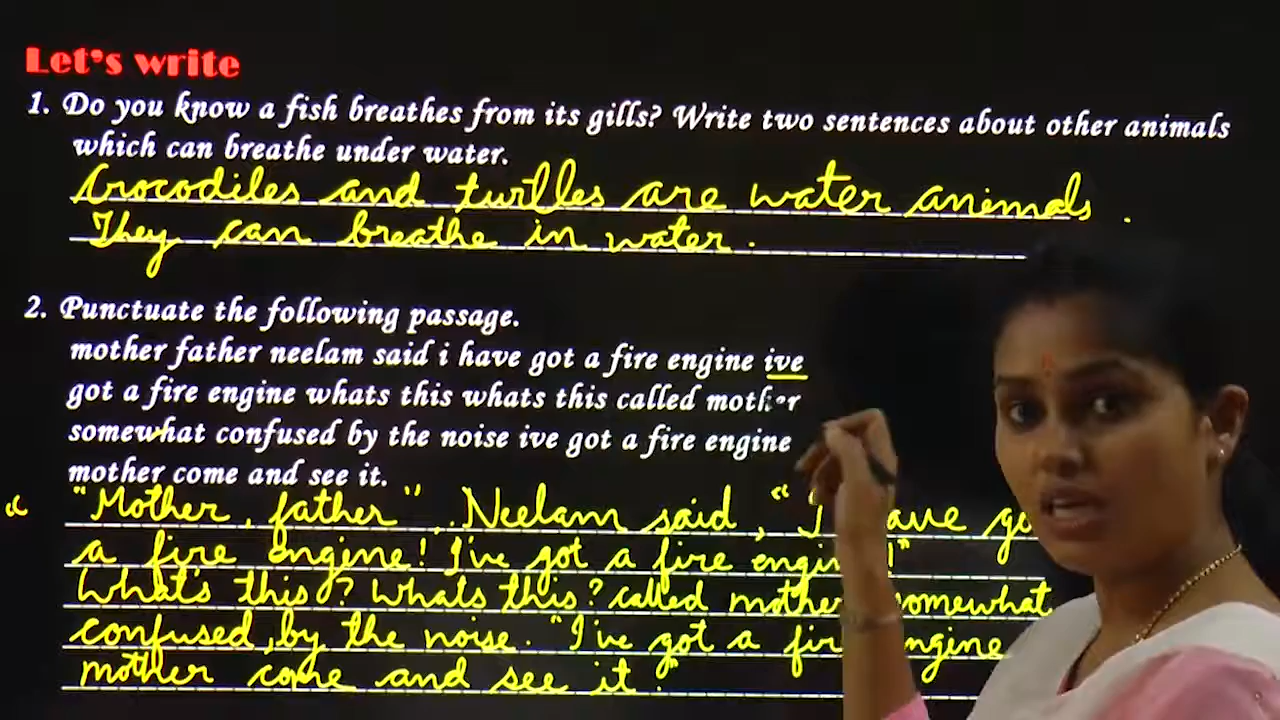 Let's write
1. Do you know a fish breathes from its gills? Write two sentences about other animals
which can breathe under water.
Crocodiles and turtles are water animals.
They can breathe in water.
2. Punctuate the following passage.
mother father neelam said i have got a fire engine ive
got a fire engine whats this whats this called mother
somewhat confused by the noise ive got a fire engine
mother come and see it.
" "Mother, father", Neelam said, "I have go
a fire engine! I've got a fire engine!"
What's this? What's this? called mother somewhat
confused, by the noise. "I've got a fire engine
mother come and see it."